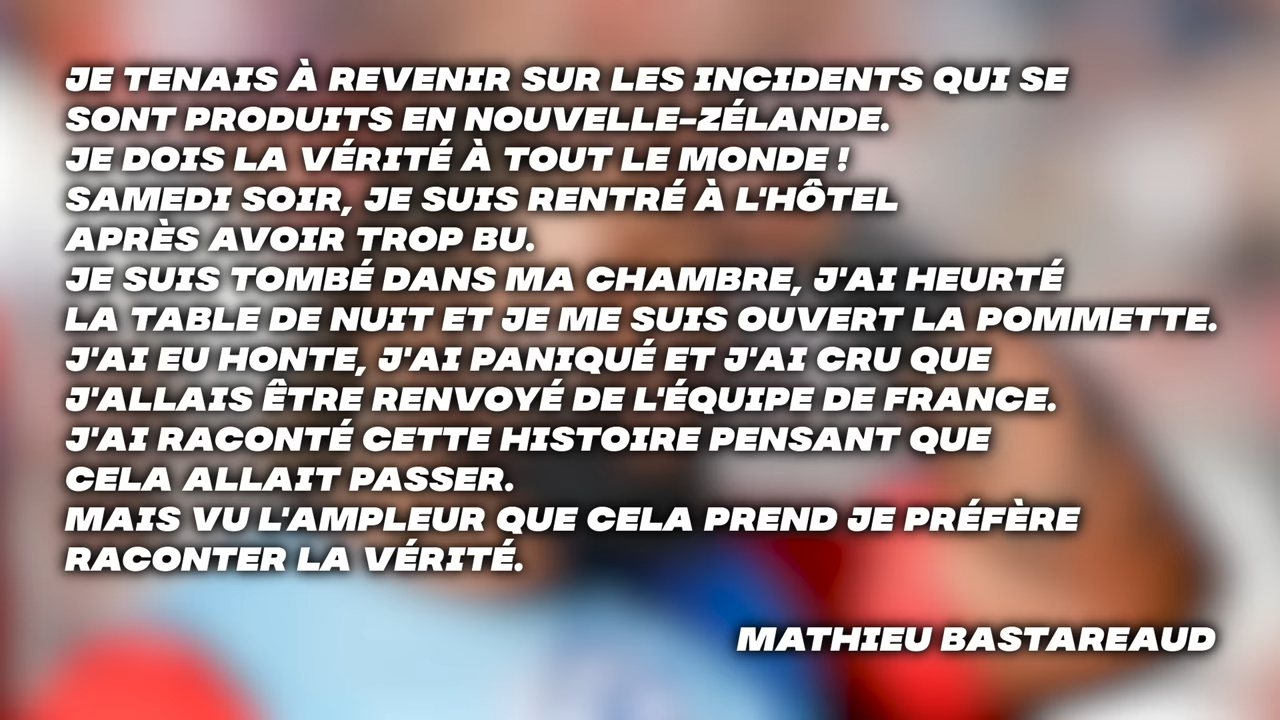 JE TENAIS À REVENIR SUR LES INCIDENTS QUI SE
SONT PRODUITS EN NOUVELLE-ZÉLANDE.
JE DOIS LA VÉRITÉ À TOUT LE MONDE !
SAMEDI SOIR, JE SUIS RENTRÉ À L'HÔTEL
APRÈS AVOIR TROP BU.
JE SUIS TOMBÉ DANS MA CHAMBRE, J'AI HEURTÉ
LA TABLE DE NUIT ET JE ME SUIS OUVERT LA POMMETTE.
J'AI EU HONTE, J'AI PANIQUÉ ET J'AI CRU QUE
J'ALLAIS ÊTRE RENVOYÉ DE L'ÉQUIPE DE FRANCE.
J'AI RACONTÉ CETTE HISTOIRE PENSANT QUE
CELA ALLAIT PASSER.
MAIS VU L'AMPLEUR QUE CELA PREND JE PRÉFÈRE
RACONTER LA VÉRITÉ.
MATHIEU BASTAREAUD